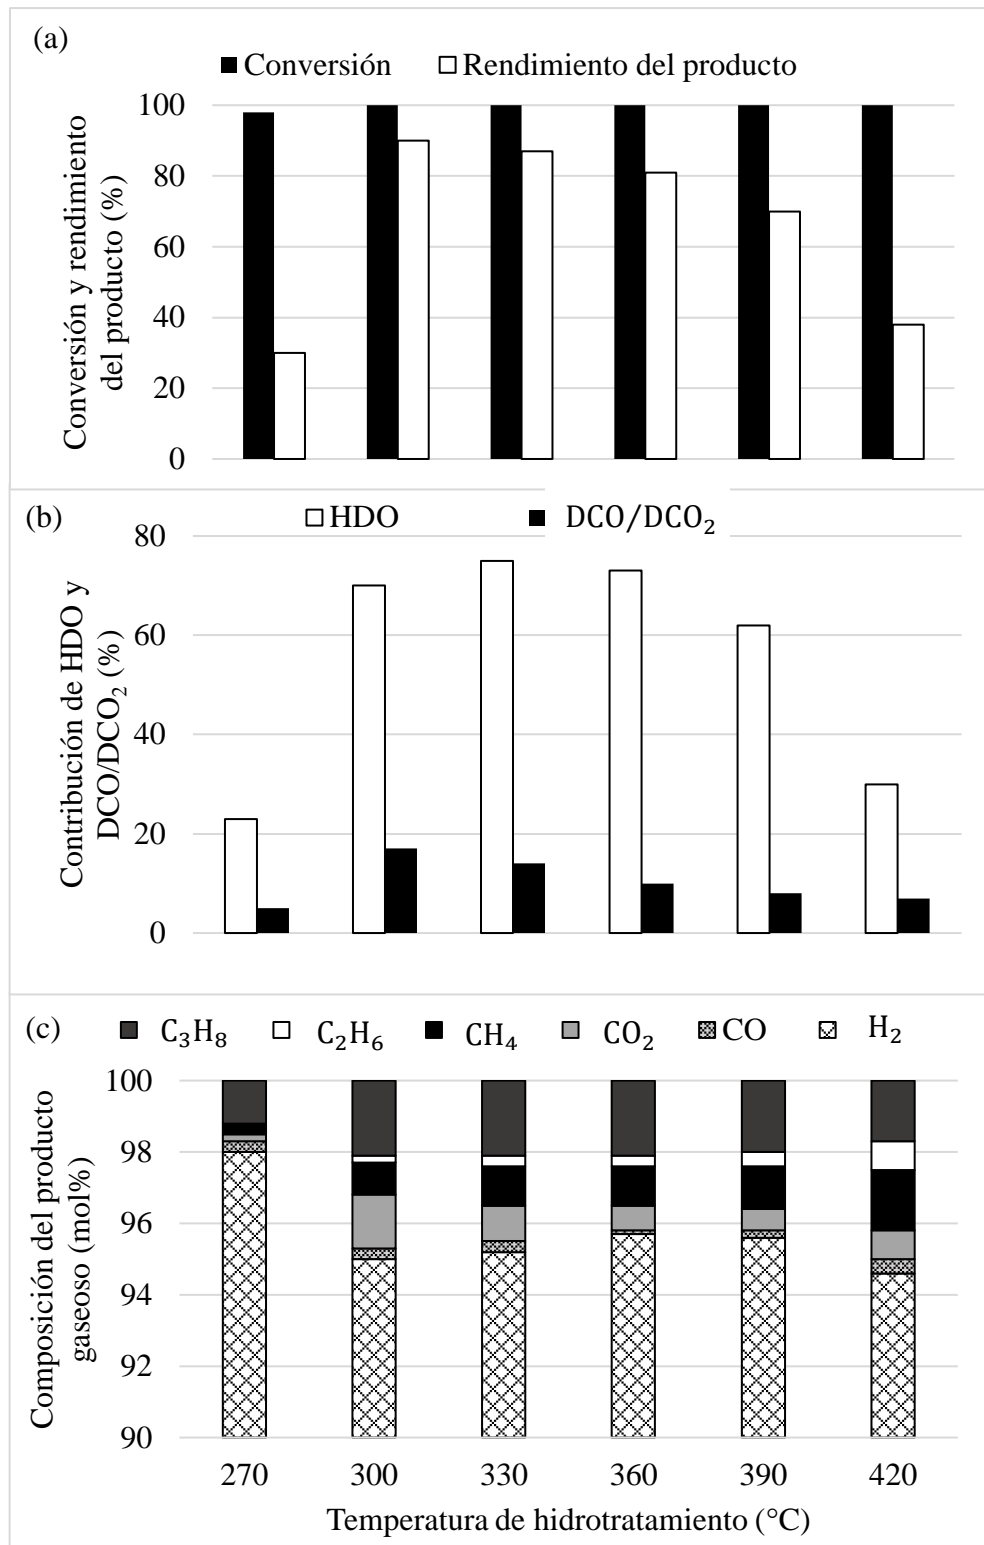 (a)
Conversión Rendimiento del producto
Conversión y rendimiento
del producto (%)
100
80
60
40
20
0
(b)
HDO DCO/DCO₂
Contribución de HDO y
DCO/DCO₂ (%)
80
60
40
20
0
(c)
C₃H₈ C₂H₆ CH₄ CO₂ CO H₂
Composición del producto
gaseoso (mol%)
100
98
96
94
92
90
270 300 330 360 390 420
Temperatura de hidrotratamiento (°C)